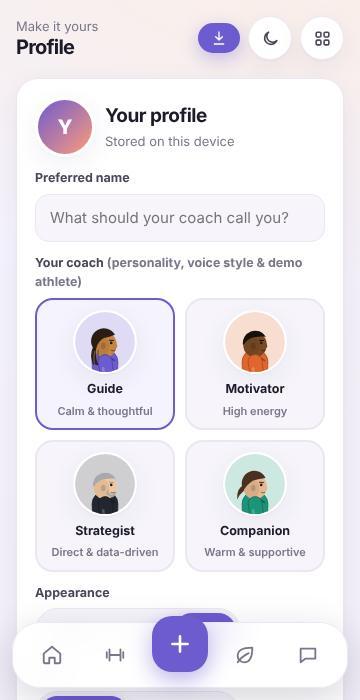 Make it yours
Profile
Y
Your profile
Stored on this device
Preferred name
What should your coach call you?
Your coach (personality, voice style & demo
athlete)
Guide
Calm & thoughtful
Motivator
High energy
Strategist
Direct & data-driven
Companion
Warm & supportive
Appearance